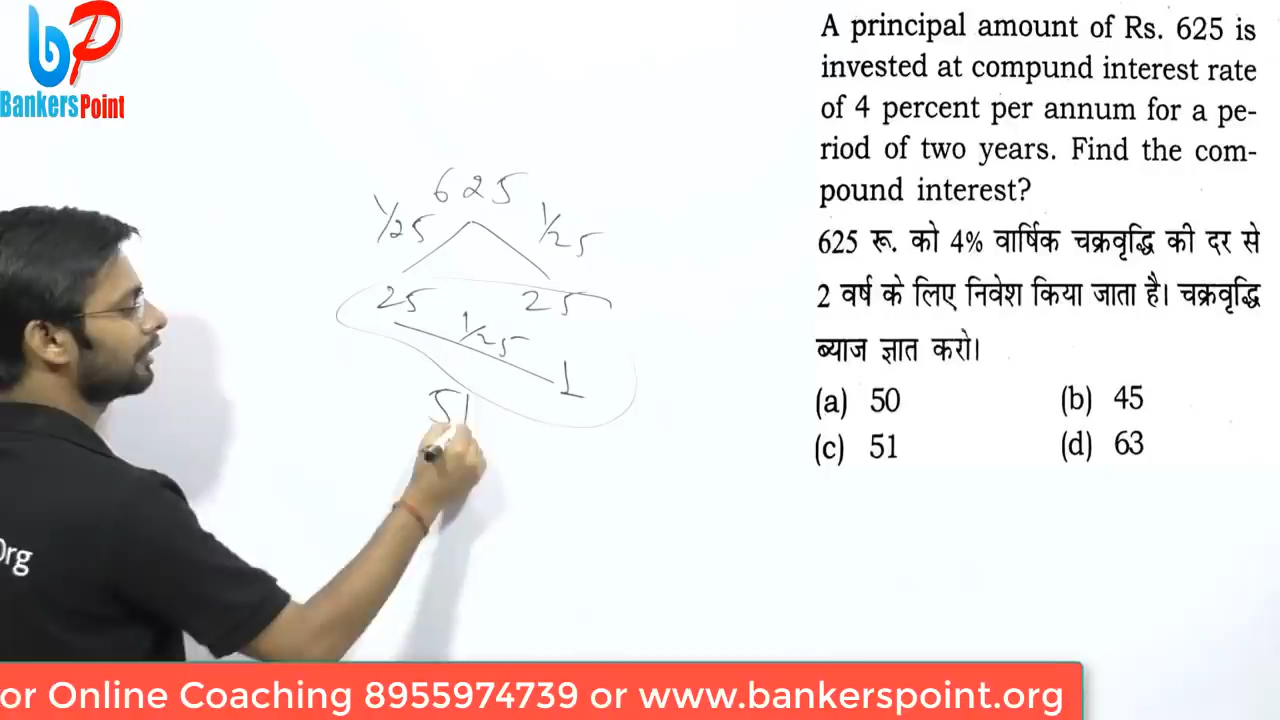 bp
BankersPoint
A principal amount of Rs. 625 is
invested at compund interest rate
of 4 percent per annum for a pe-
riod of two years. Find the com-
pound interest?
625 रू. को 4% वार्षिक चक्रवृद्धि की दर से
2 वर्ष के लिए निवेश किया जाता है। चक्रवृद्धि
ब्याज ज्ञात करो।
(a) 50 (b) 45
(c) 51 (d) 63
625
1/25 1/25
25 25
1/25
1
51
Org
or Online Coaching 8955974739 or www.bankerspoint.org